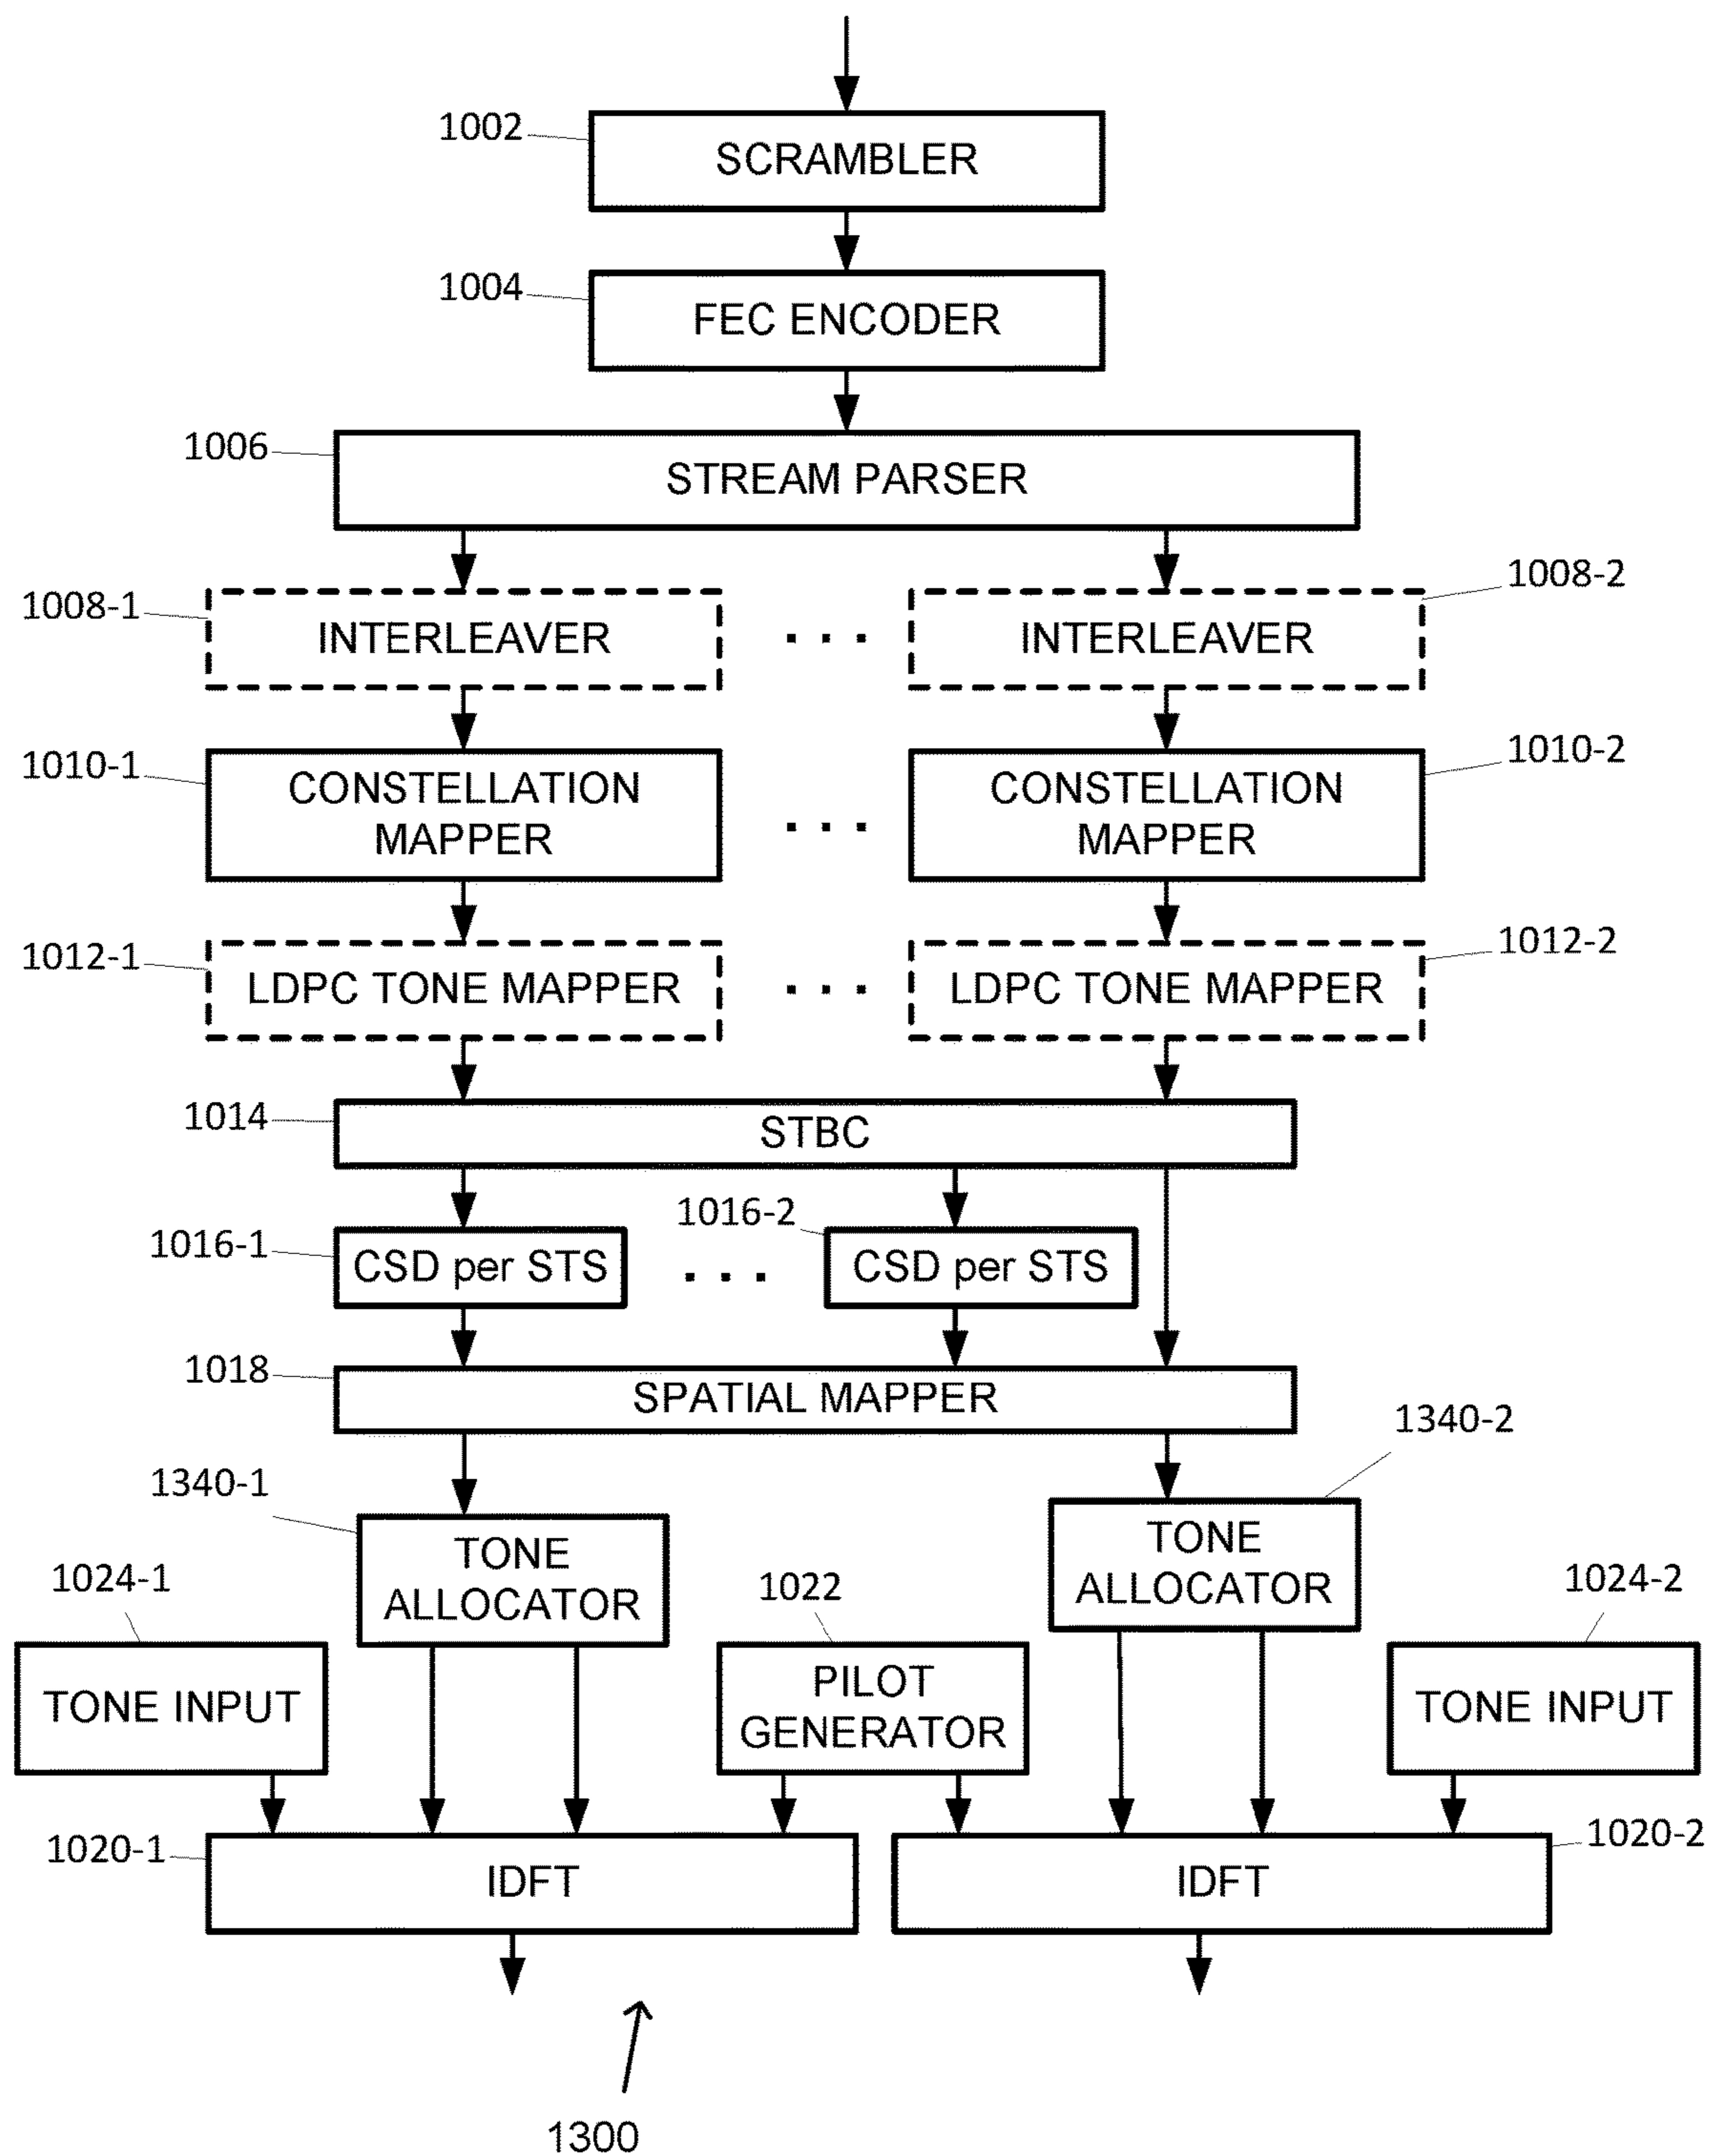 1002
SCRAMBLER
1004
FEC ENCODER
1006
STREAM PARSER
1008-1
INTERLEAVER
. . .
INTERLEAVER
1008-2
1010-1
CONSTELLATION
MAPPER
. . .
CONSTELLATION
MAPPER
1010-2
1012-1
LDPC TONE MAPPER
. . .
LDPC TONE MAPPER
1012-2
1014
STBC
1016-1
CSD per STS
. . .
1016-2
CSD per STS
1018
SPATIAL MAPPER
1340-1
TONE
ALLOCATOR
1340-2
TONE
ALLOCATOR
1024-1
TONE INPUT
1022
PILOT
GENERATOR
1024-2
TONE INPUT
1020-1
IDFT
IDFT
1020-2
1300